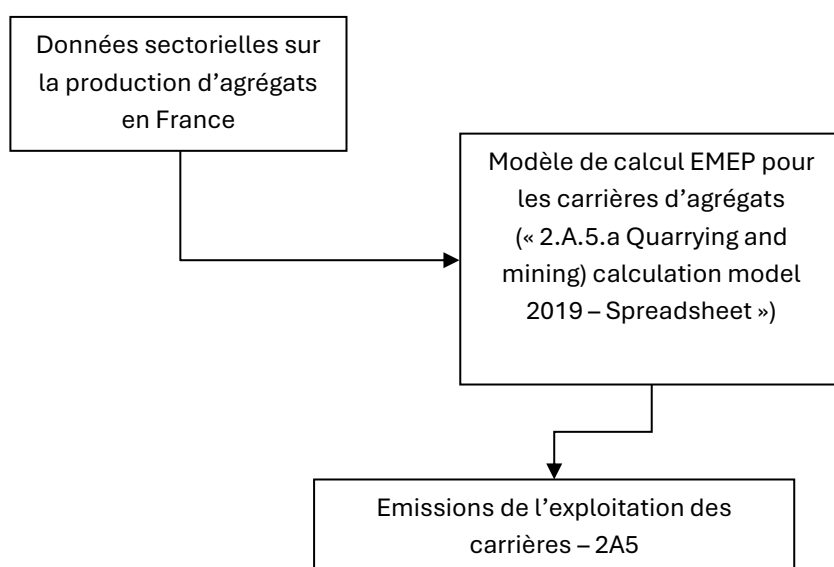 Données sectorielles sur
la production d’agrégats
en France
Modèle de calcul EMEP pour
les carrières d’agrégats
(« 2.A.5.a Quarrying and
mining) calculation model
2019 – Spreadsheet »)
Emissions de l’exploitation des
carrières – 2A5